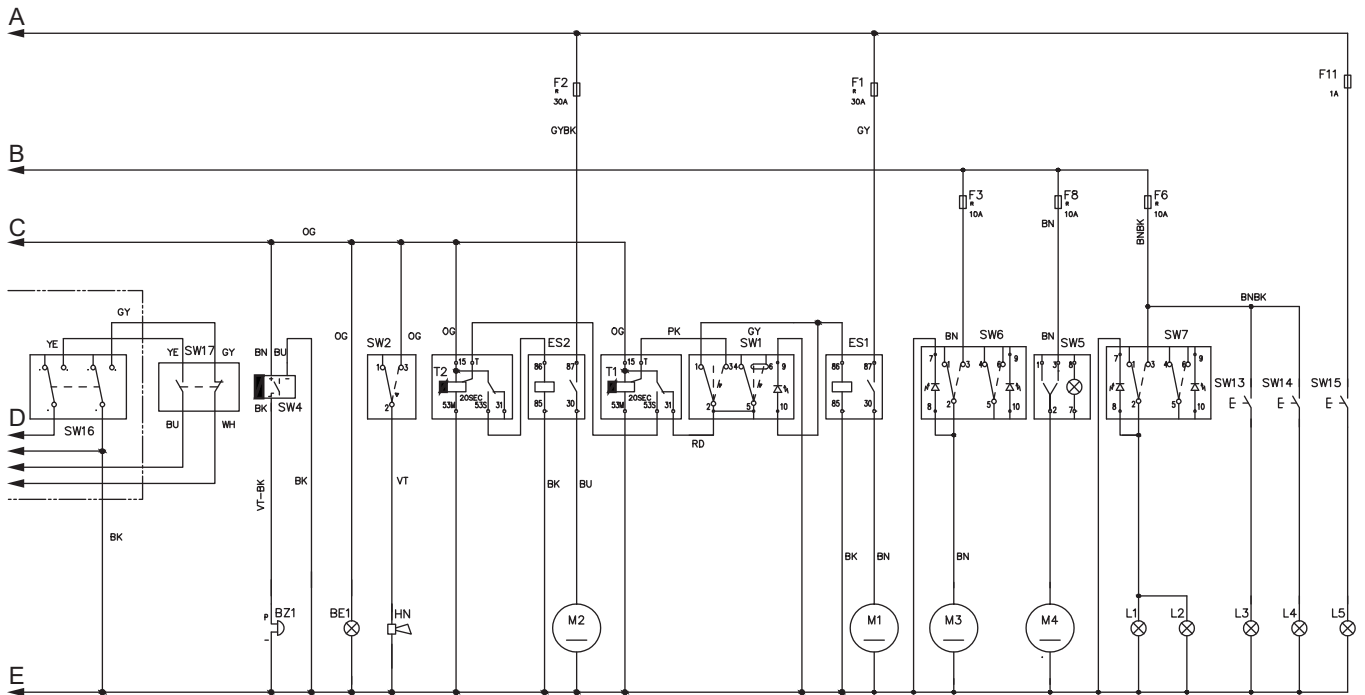 A
F2
R
30A
F1
R
30A
F11
1A
GYBK
GY
B
F3
R
10A
F8
R
10A
F6
R
10A
BN
BNBK
C
OG
BNBK
GY
YE
YE
SW17
GY
BN
BU
OG
SW2
OG
OG
ES2
OG
PK
GY
SW1
ES1
BN
SW6
BN
SW5
SW7
1
3
15
T
86
87
15
T
1
3
4
6
9
86
87
7
1
3
4
6
9
1
3
8
7
1
3
4
6
9
T2
T1
20SEC
20SEC
BK
SW4
SW13
SW14
SW15
E
E
E
D
SW16
BU
WH
2
53M
53S
31
85
30
53M
53S
31
2
5
10
85
30
8
2
5
10
2
7
8
2
5
10
RD
VT-BK
BK
VT
BK
BU
BK
BK
BN
BN
P
BZ1
-
BE1
HN
M2
M1
M3
M4
L1
L2
L3
L4
L5
E